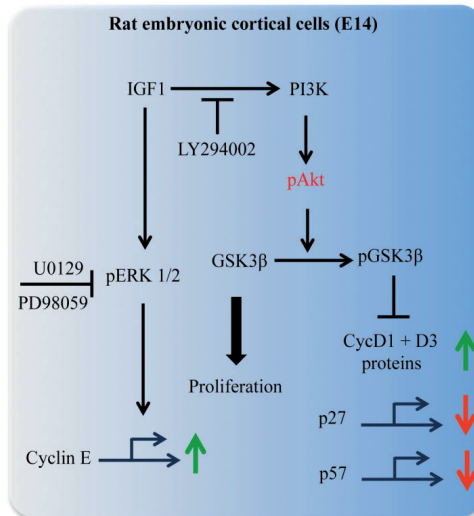 Rat embryonic cortical cells (E14)
IGF1
PI3K
LY294002
pAkt
U0129
PD98059
pERK 1/2
GSK3β
pGSK3β
CycD1 + D3
proteins
Proliferation
p27
Cyclin E
p57